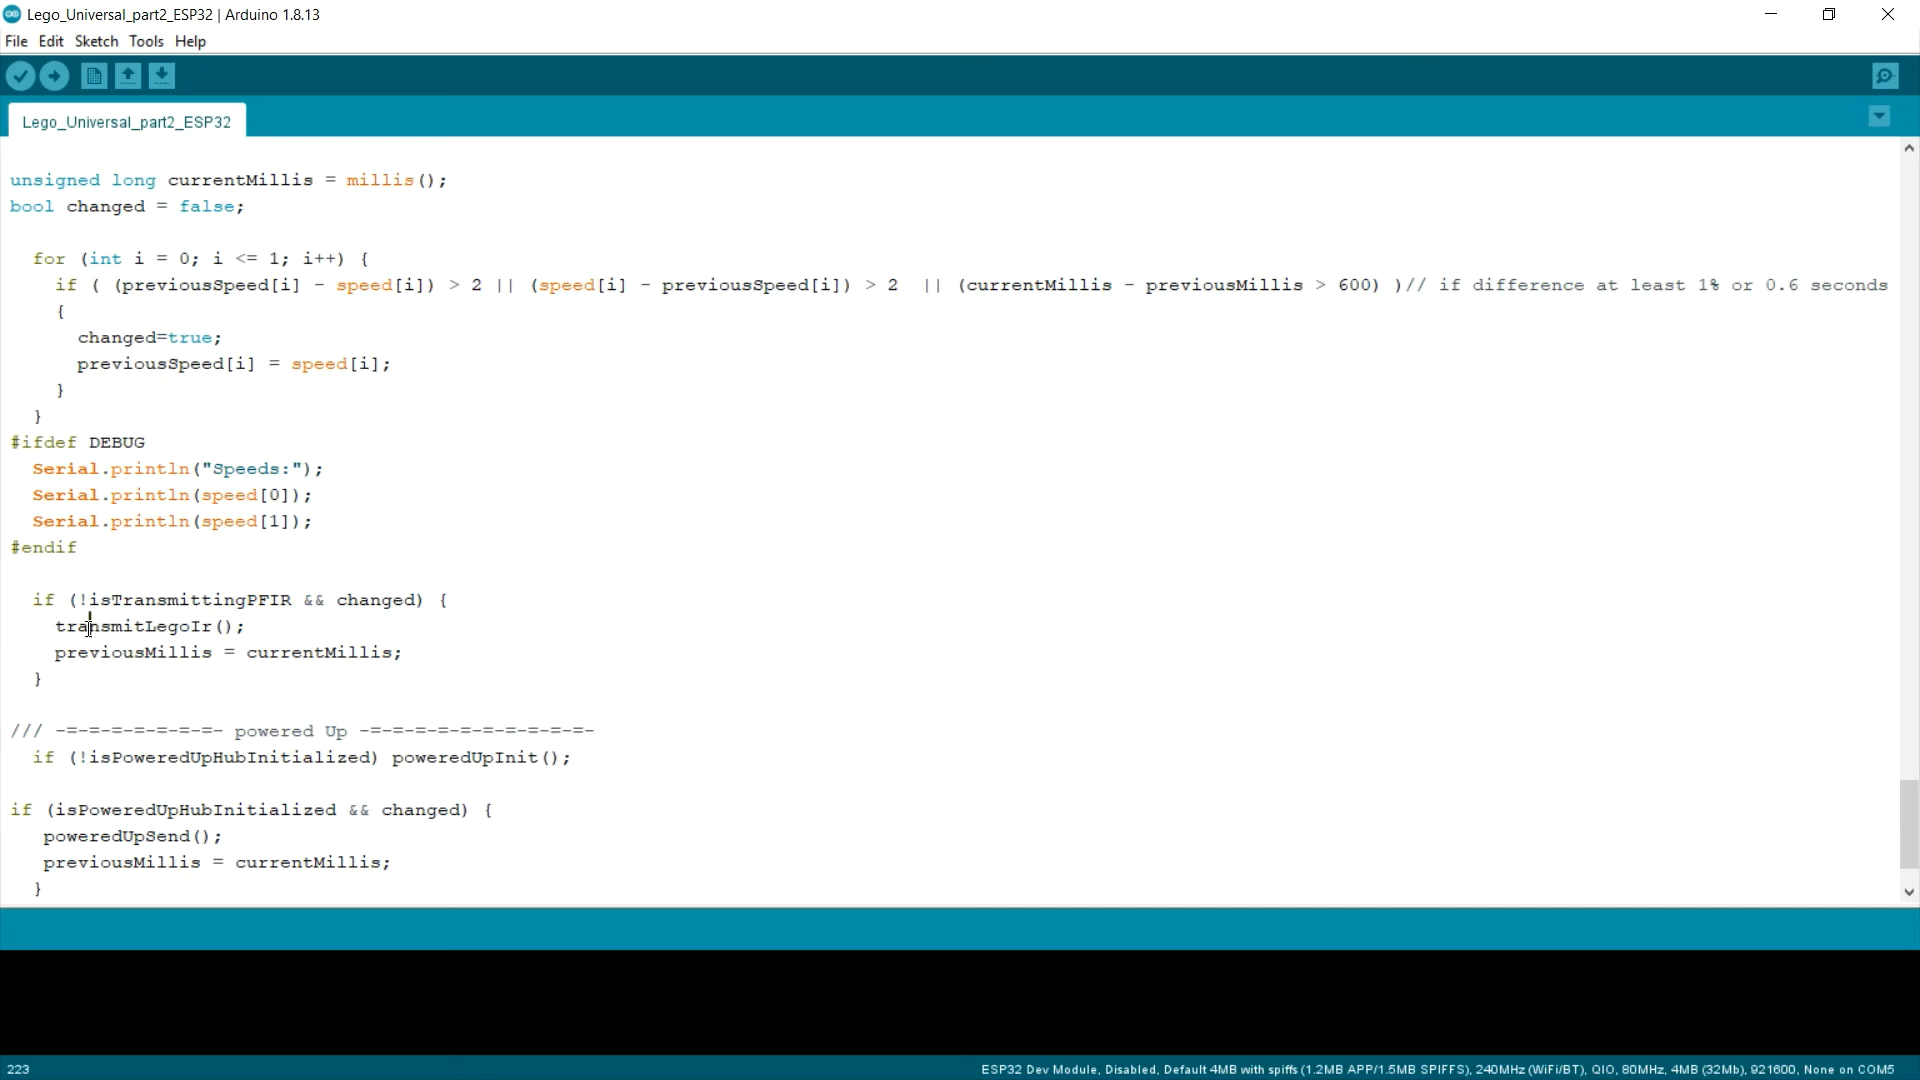 Lego_Universal_part2_ESP32 | Arduino 1.8.13
File Edit Sketch Tools Help
Lego_Universal_part2_ESP32
unsigned long currentMillis = millis();
bool changed = false;
for (int i = 0; i <= 1; i++) {
if ( (previousSpeed[i] - speed[i]) > 2 || (speed[i] - previousSpeed[i]) > 2  || (currentMillis - previousMillis > 600) )// if difference at least 1% or 0.6 seconds
{
changed=true;
previousSpeed[i] = speed[i];
}
}
#ifdef DEBUG
Serial.println("Speeds:");
Serial.println(speed[0]);
Serial.println(speed[1]);
#endif
if (!isTransmittingPFIR && changed) {
transmitLegoIr();
previousMillis = currentMillis;
}
/// -=-=-=-=-=-=-=- powered Up -=-=-=-=-=-=-=-=-=-=-
if (!isPoweredUpHubInitialized) poweredUpInit();
if (isPoweredUpHubInitialized && changed) {
poweredUpSend();
previousMillis = currentMillis;
}
223
ESP32 Dev Module, Disabled, Default 4MB with spiffs (1.2MB APP/1.5MB SPIFFS), 240MHz (WiFi/BT), QIO, 80MHz, 4MB (32Mb), 921600, None on COM5